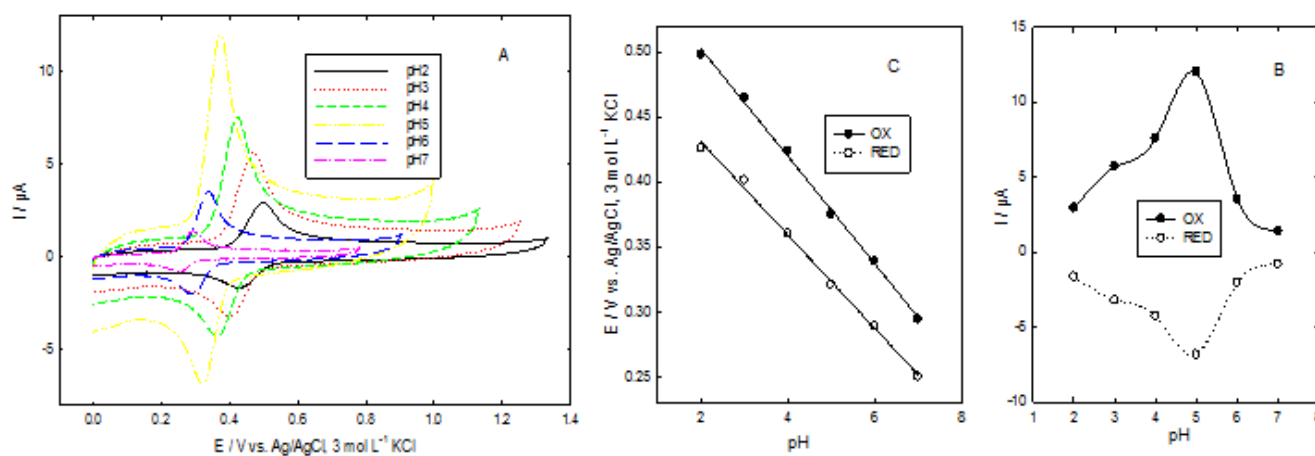 A
pH2
pH3
pH4
pH5
pH6
pH7
10
5
0
-5
I / µA
0.0 0.2 0.4 0.6 0.8 1.0 1.2 1.4
E / V vs. Ag/AgCl, 3 mol L⁻¹ KCl
C
OX
RED
0.50
0.45
0.40
0.35
0.30
0.25
E / V vs. Ag/AgCl, 3 mol L⁻¹ KCl
2 4 6 8
pH
B
OX
RED
15
10
5
0
-5
-10
I / µA
1 2 3 4 5 6 7 8
pH